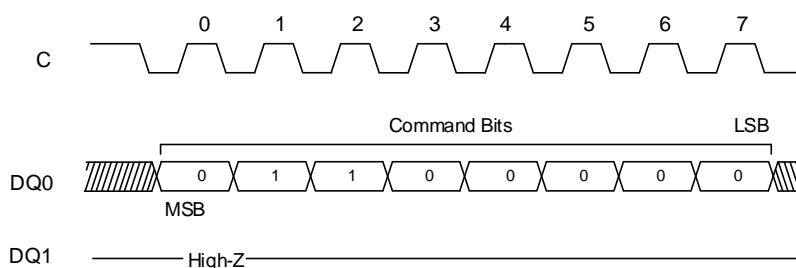 0 1 2 3 4 5 6 7
C
Command Bits LSB
DQ0 0 1 1 0 0 0 0 0
MSB
DQ1 High-Z